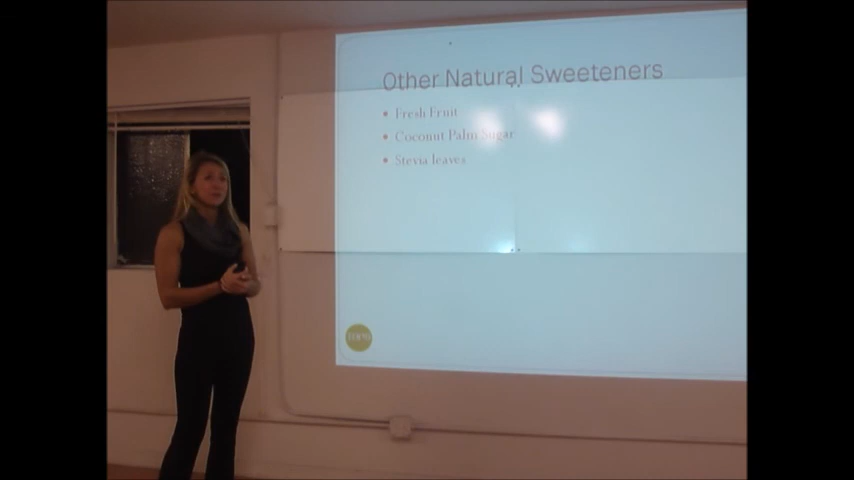 Other Natural Sweeteners
Fresh Fruit
Coconut Palm Sugar
Stevia leaves